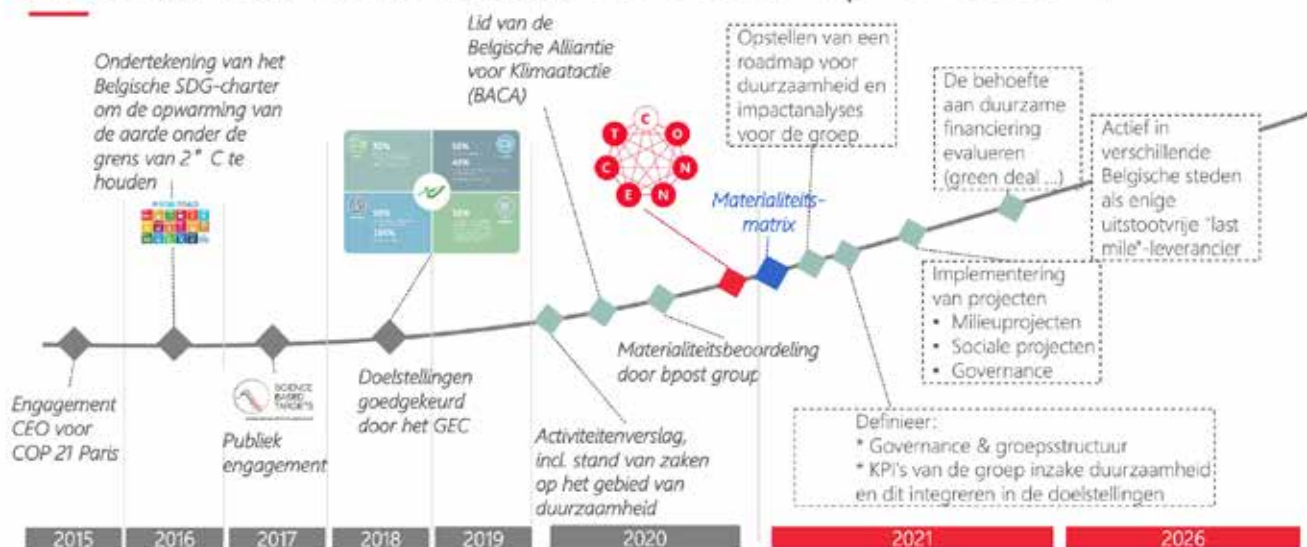 Lid van de
Belgische Alliantie
voor Klimaatactie
(BACA)
Ondertekening van het
Belgische SDG-charter
om de opwarming van
de aarde onder de
grens van 2° C te
houden
Opstellen van een
roadmap voor
duurzaamheid en
impactanalyses
voor de groep
De behoefte
aan duurzame
financiering
evalueren
(green deal ...)
Actief in
verschillende
Belgische steden
als enige
uitstootvrije "last
mile"-leverancier
C
O
N
N
E
C
T
Materialiteits-
matrix
Implementering
van projecten
▪ Milieuprojecten
▪ Sociale projecten
▪ Governance
Materialiteitsbeoordeling
door bpost group
Engagement
CEO voor
COP 21 Paris
SCIENCE
BASED
TARGETS
Publiek
engagement
Doelstellingen
goedgekeurd
door het GEC
Activiteitenverslag,
incl. stand van zaken
op het gebied van
duurzaamheid
Definieer:
* Governance & groepsstructuur
* KPI's van de groep inzake duurzaamheid
en dit integreren in de doelstellingen
2015
2016
2017
2018
2019
2020
2021
2026